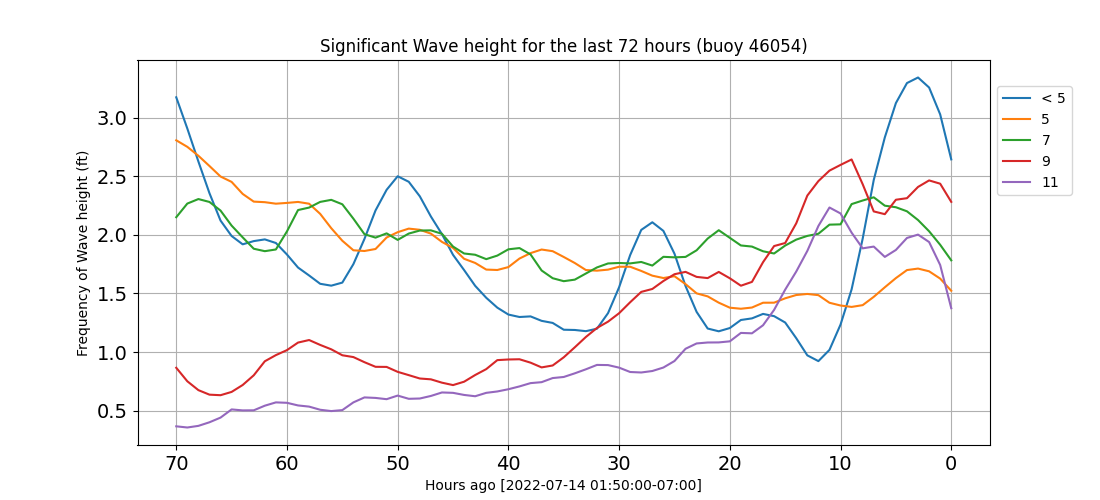 Significant Wave height for the last 72 hours (buoy 46054)
Frequency of Wave height (ft)
3.0
2.5
2.0
1.5
1.0
0.5
70 60 50 40 30 20 10 0
Hours ago [2022-07-14 01:50:00-07:00]
< 5
5
7
9
11